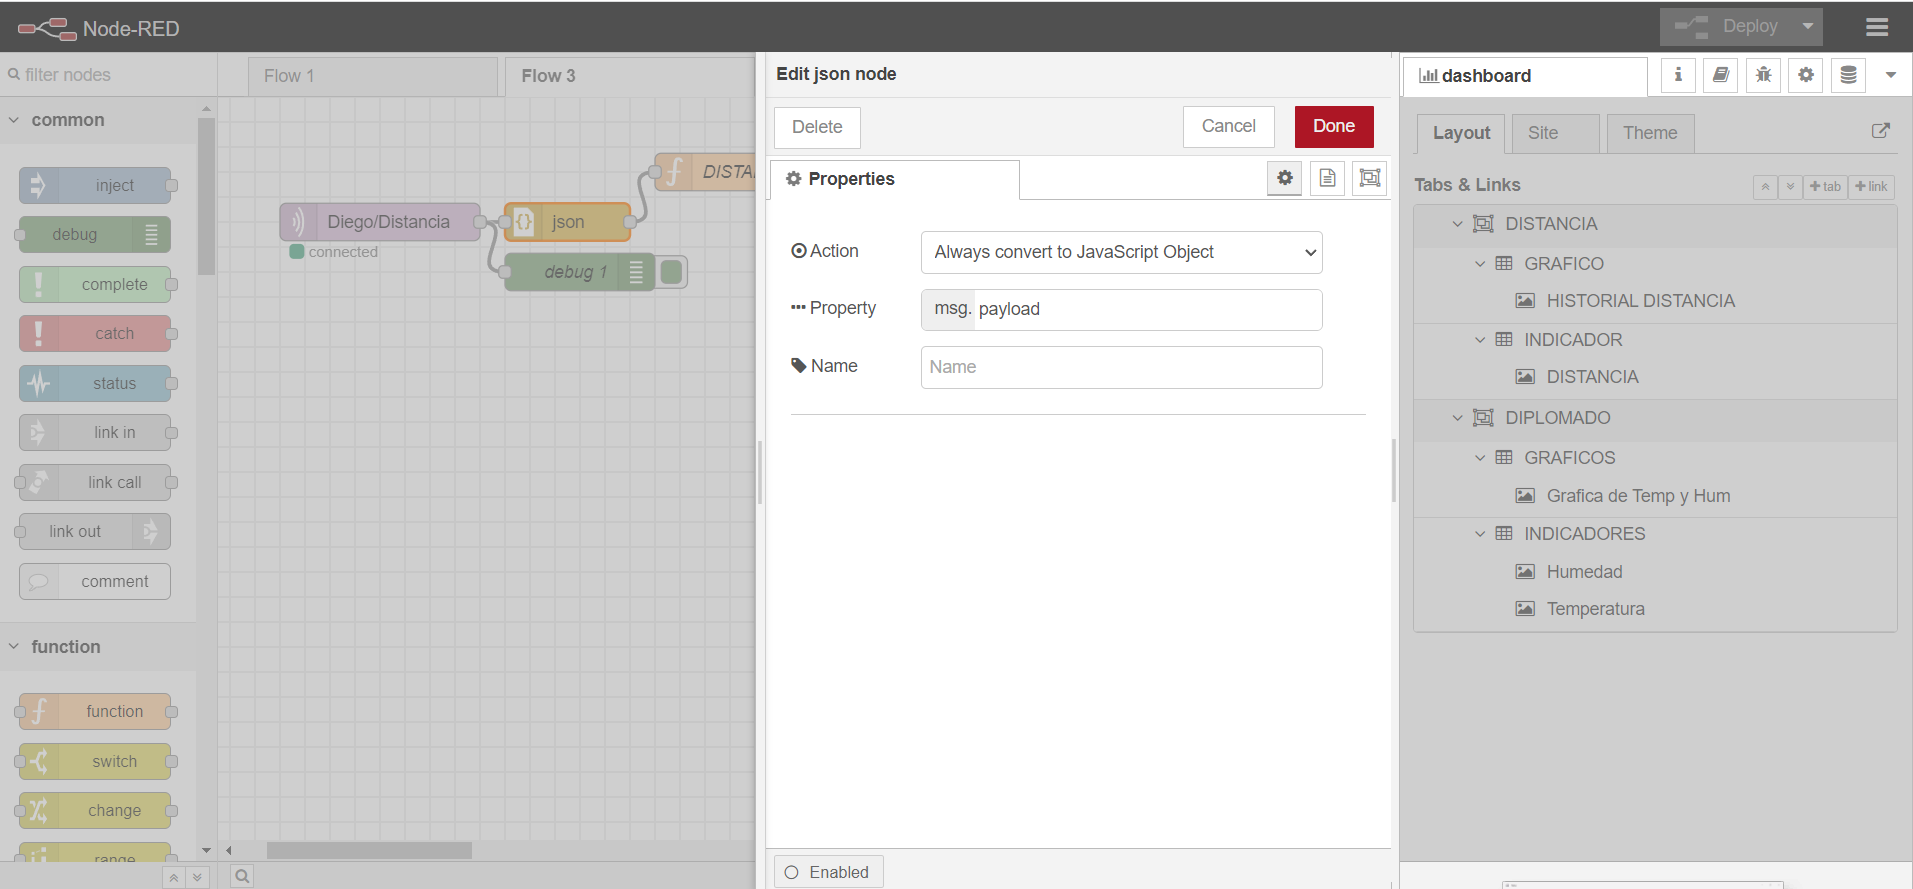 Node-RED
Deploy
filter nodes
Flow 1
Flow 3
common
inject
debug
complete
catch
status
link in
link call
link out
comment
function
function
switch
change
range
Diego/Distancia
connected
json
debug 1
DISTA
Edit json node
Delete
Cancel
Done
Properties
Action
Always convert to JavaScript Object
Property
msg. payload
Name
Name
Enabled
dashboard
Layout
Site
Theme
Tabs & Links
tab
link
DISTANCIA
GRAFICO
HISTORIAL DISTANCIA
INDICADOR
DISTANCIA
DIPLOMADO
GRAFICOS
Grafica de Temp y Hum
INDICADORES
Humedad
Temperatura